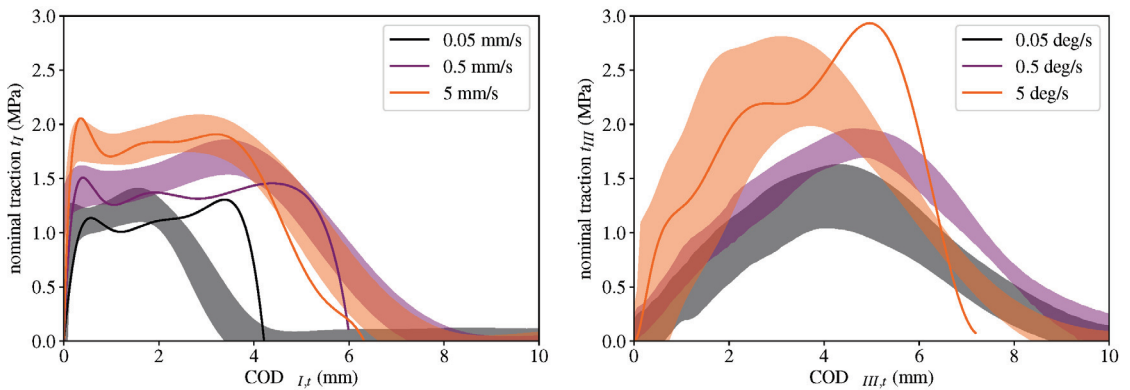 3.0
2.5
2.0
1.5
1.0
0.5
0.0
nominal traction t_I (MPa)
0.05 mm/s
0.5 mm/s
5 mm/s
0 2 4 6 8 10
COD I,t (mm)
3.0
2.5
2.0
1.5
1.0
0.5
0.0
nominal traction t_III (MPa)
0.05 deg/s
0.5 deg/s
5 deg/s
0 2 4 6 8 10
COD III,t (mm)